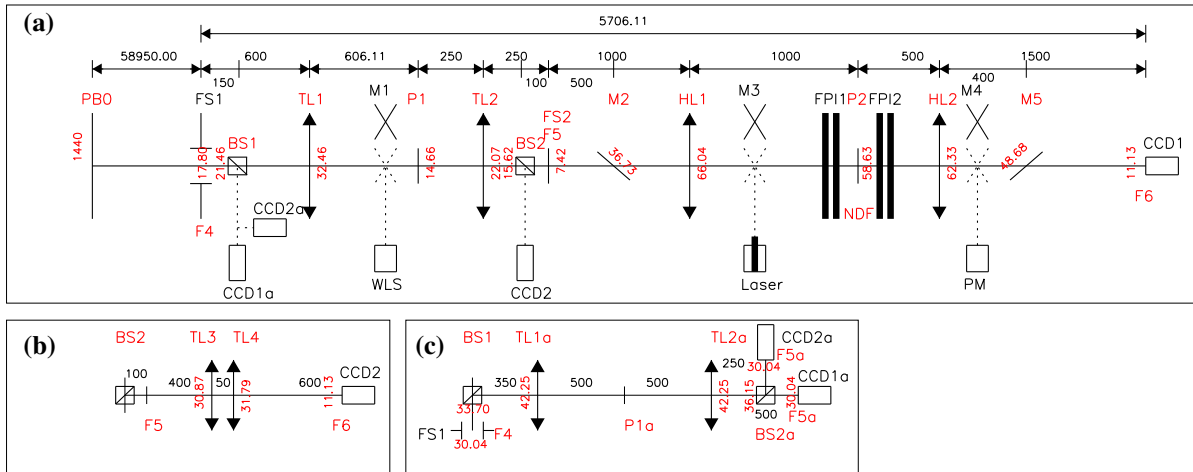 (a)
5706.11
58950.00 600 606.11 250 250 1000 1000 500 1500
150 100 500 400
PBO FS1 TL1 M1 P1 TL2 M2 HL1 M3 FPI1 P2 FPI2 HL2 M4 M5
FS2
F5
BS1 BS2 CCD1
1440 17.80 21.46 32.46 14.66 22.07 15.62 7.42 36.73 66.04 58.63 62.33 48.68 11.13
F4 CCD2a NDF F6
CCD1a WLS CCD2 Laser PM
(b)
BS2 TL3 TL4
100 400 50 600 CCD2
30.87 31.79 11.13
F5 F6
(c)
BS1 TL1a TL2a CCD2a
F5a
250 30.04
350 500 500 CCD1a
33.70 42.25 42.25 36.15 30.04
500 F5a
FS1 F4 P1a BS2a
30.04